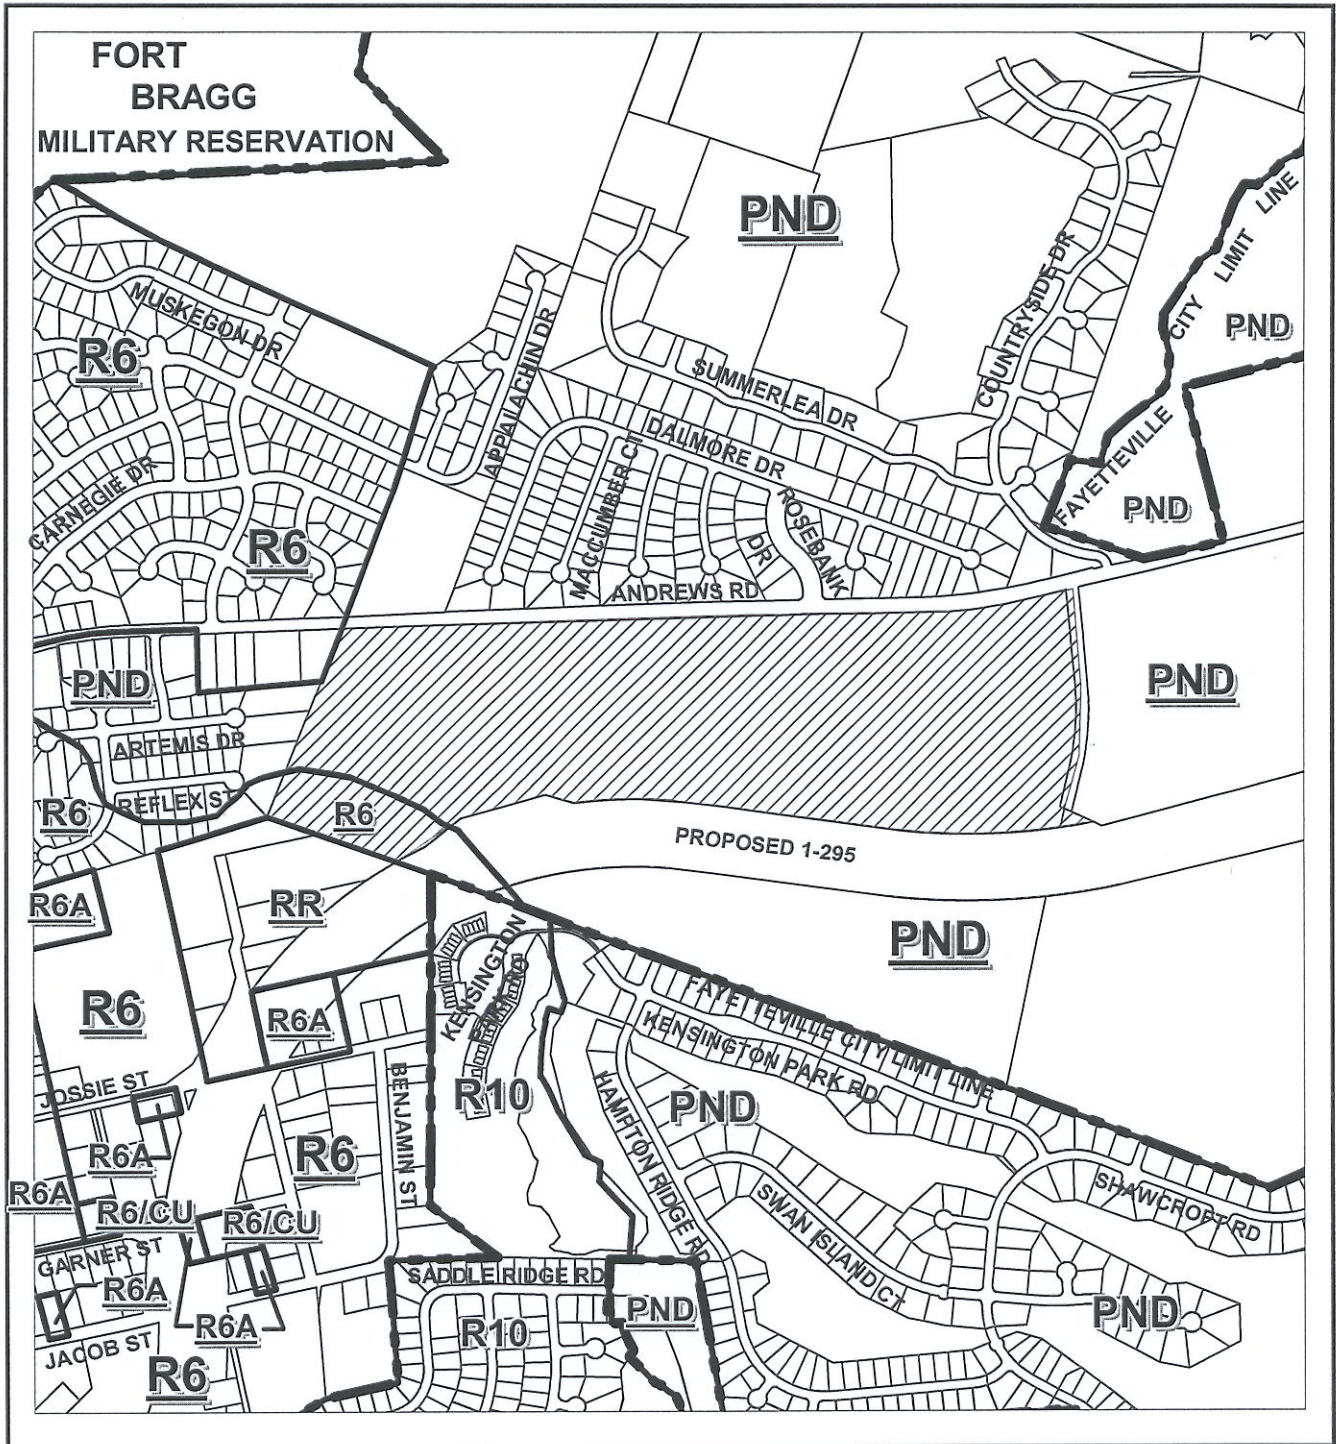 FORT
BRAGG
MILITARY RESERVATION
PND
CITY LIMIT LINE
PND
MUSKEGON DR
R6
COUNTRYSIDE DR
APPALACHIN DR
SUMMERLEA DR
DALMORE DR
MACCUMBER CT
FAYETTEVILLE
PND
CARNEGIE DR
R6
ROSEBANK
DR
ANDREWS RD
PND
PND
ARTEMIS DR
REFLEX ST
R6
R6
PROPOSED 1-295
R6A
RR
PND
KENSINGTON
PARK RD
R6
R6A
FAYETTEVILLE CITY LIMIT LINE
KENSINGTON PARK RD
JOSSIE ST
BENJAMIN ST
R10
HAMPTON RIDGE RD
PND
R6A
R6
R6A
R6/CU
R6/CU
SWAN ISLAND CT
SHAWCROFT RD
GARNER ST
R6A
SADDLE RIDGE RD
R6A
R10
PND
PND
JACOB ST
R6